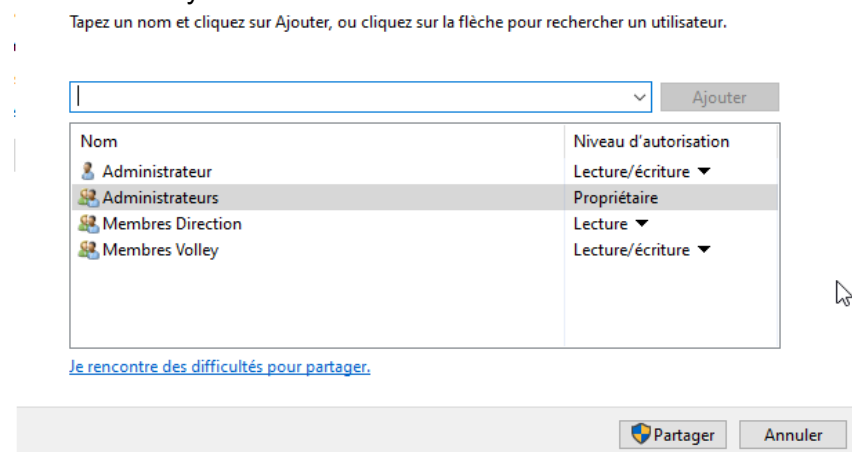 Tapez un nom et cliquez sur Ajouter, ou cliquez sur la flèche pour rechercher un utilisateur.
Ajouter
Nom Niveau d'autorisation
Administrateur Lecture/écriture
Administrateurs Propriétaire
Membres Direction Lecture
Membres Volley Lecture/écriture
Je rencontre des difficultés pour partager.
Partager Annuler